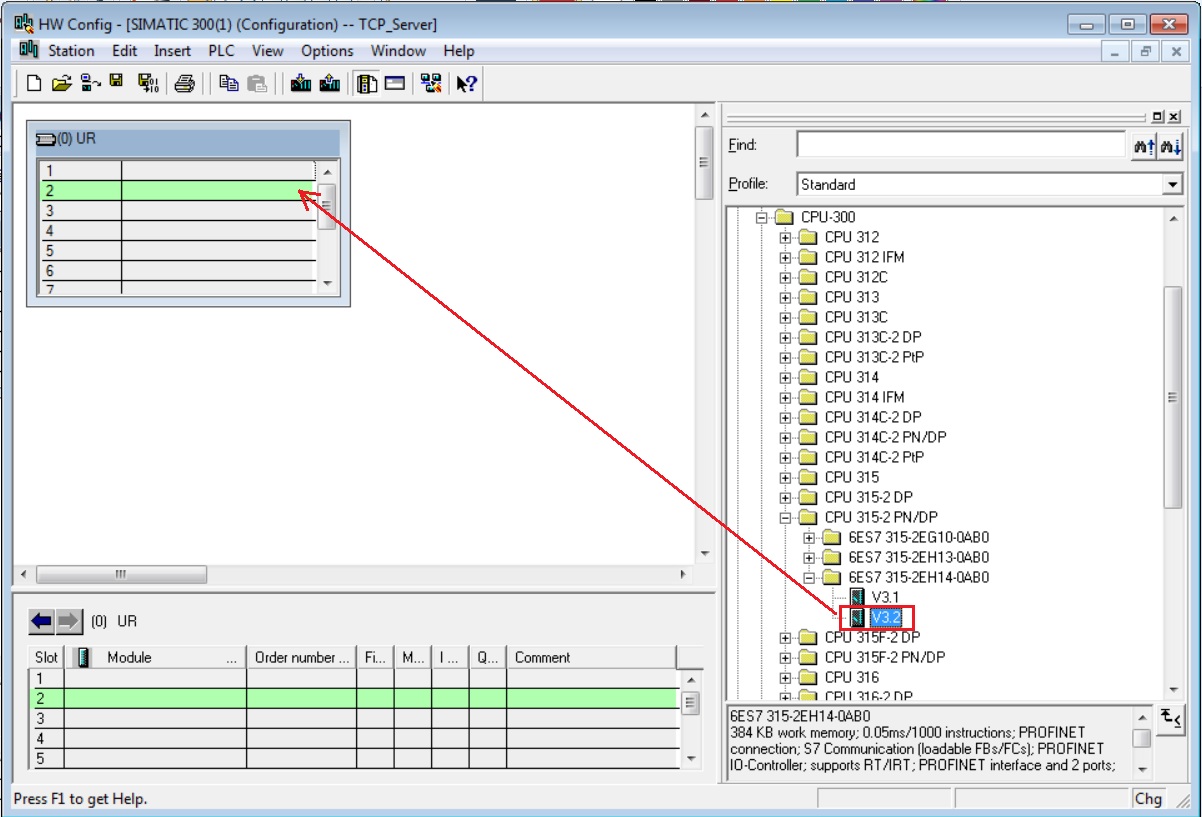 HW Config - [SIMATIC 300(1) (Configuration) -- TCP_Server]
Station Edit Insert PLC View Options Window Help
(0) UR
1
2
3
4
5
6
7
Find:
Profile: Standard
CPU-300
CPU 312
CPU 312 IFM
CPU 312C
CPU 313
CPU 313C
CPU 313C-2 DP
CPU 313C-2 PtP
CPU 314
CPU 314 IFM
CPU 314C-2 DP
CPU 314C-2 PN/DP
CPU 314C-2 PtP
CPU 315
CPU 315-2 DP
CPU 315-2 PN/DP
6ES7 315-2EG10-0AB0
6ES7 315-2EH13-0AB0
6ES7 315-2EH14-0AB0
V3.1
V3.2
CPU 315F-2 DP
CPU 315F-2 PN/DP
CPU 316
CPU 316-2 DP
(0) UR
Slot Module ... Order number ... Fi... M... I ... Q... Comment
1
2
3
4
5
6ES7 315-2EH14-0AB0
384 KB work memory; 0.05ms/1000 instructions; PROFINET
connection; S7 Communication (loadable FBs/FCs); PROFINET
IO-Controller; supports RT/IRT; PROFINET interface and 2 ports;
Press F1 to get Help.
Chg